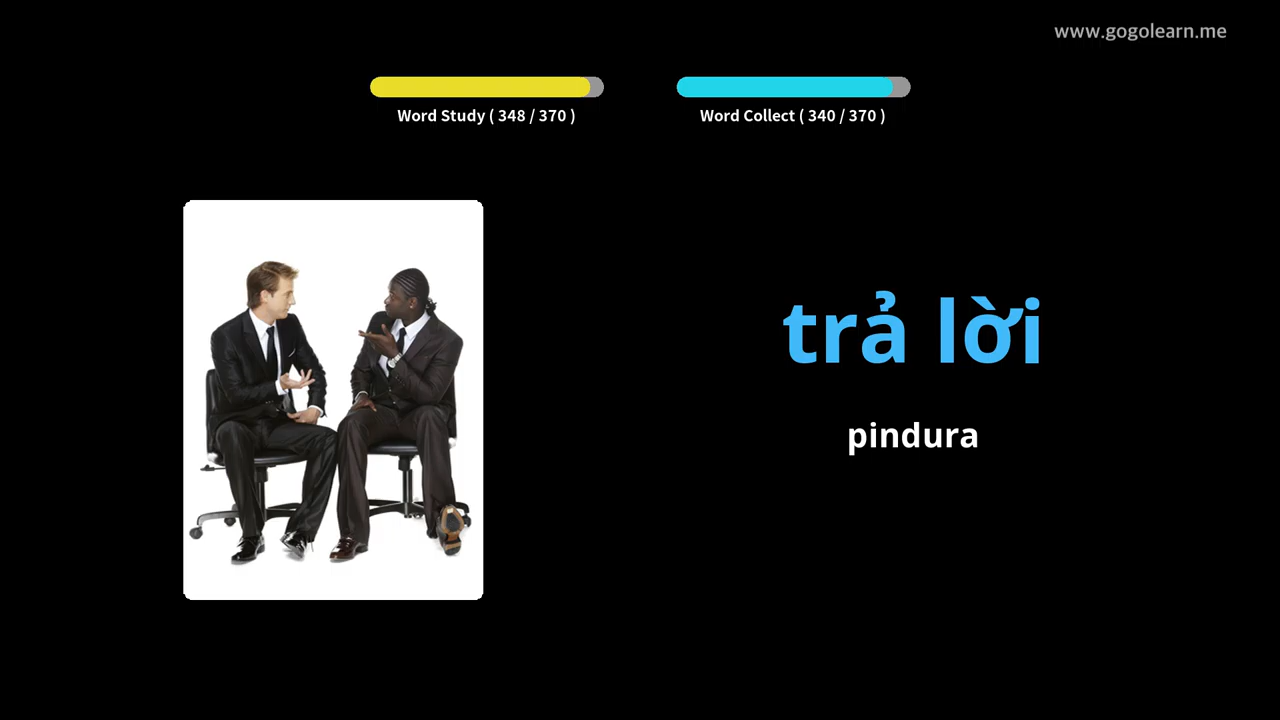 www.gogolearn.me
Word Study ( 348 / 370 )
Word Collect ( 340 / 370 )
trả lời
pindura